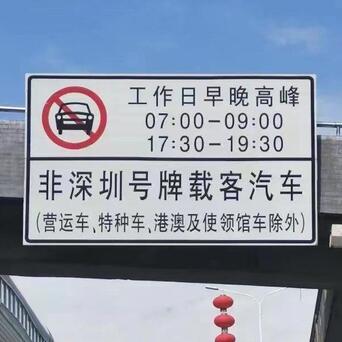 工作日早晚高峰
07:00-09:00
17:30-19:30
非深圳号牌载客汽车
(营运车、特种车、港澳及使领馆车除外)